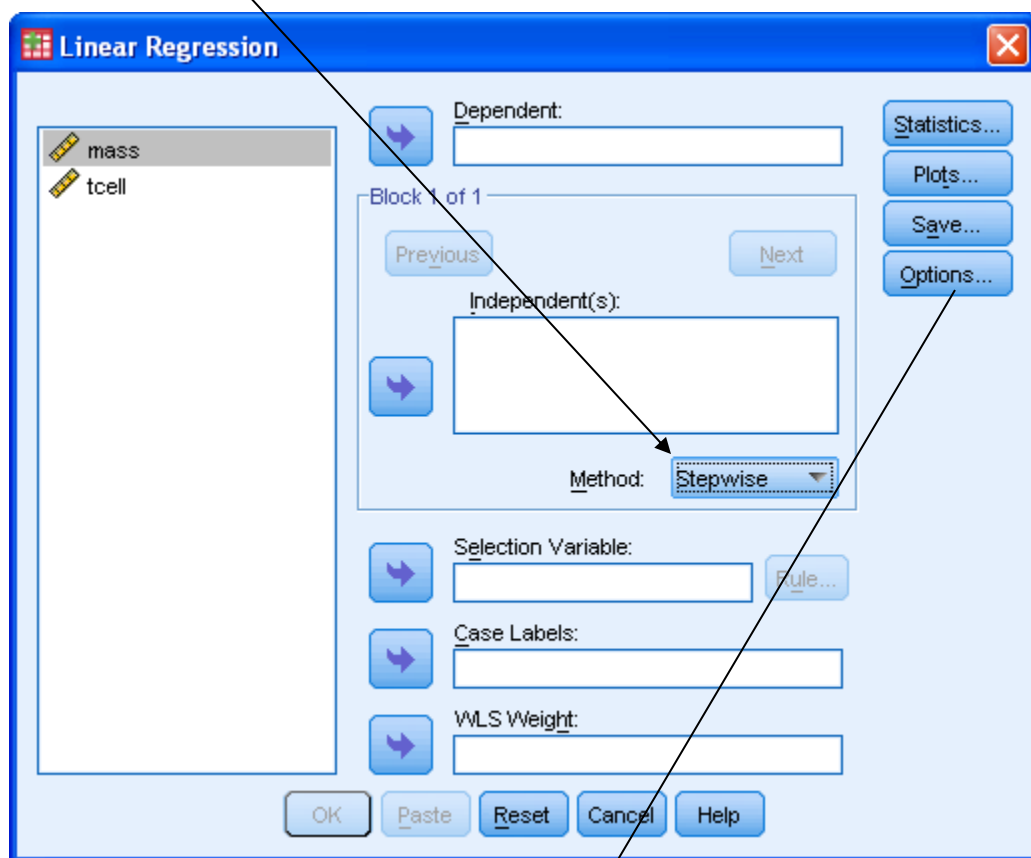 Linear Regression
mass
tcell
Dependent:
Block 1 of 1
Previous
Next
Independent(s):
Method: Stepwise
Selection Variable:
Rule...
Case Labels:
WLS Weight:
Statistics...
Plots...
Save...
Options...
OK Paste Reset Cancel Help